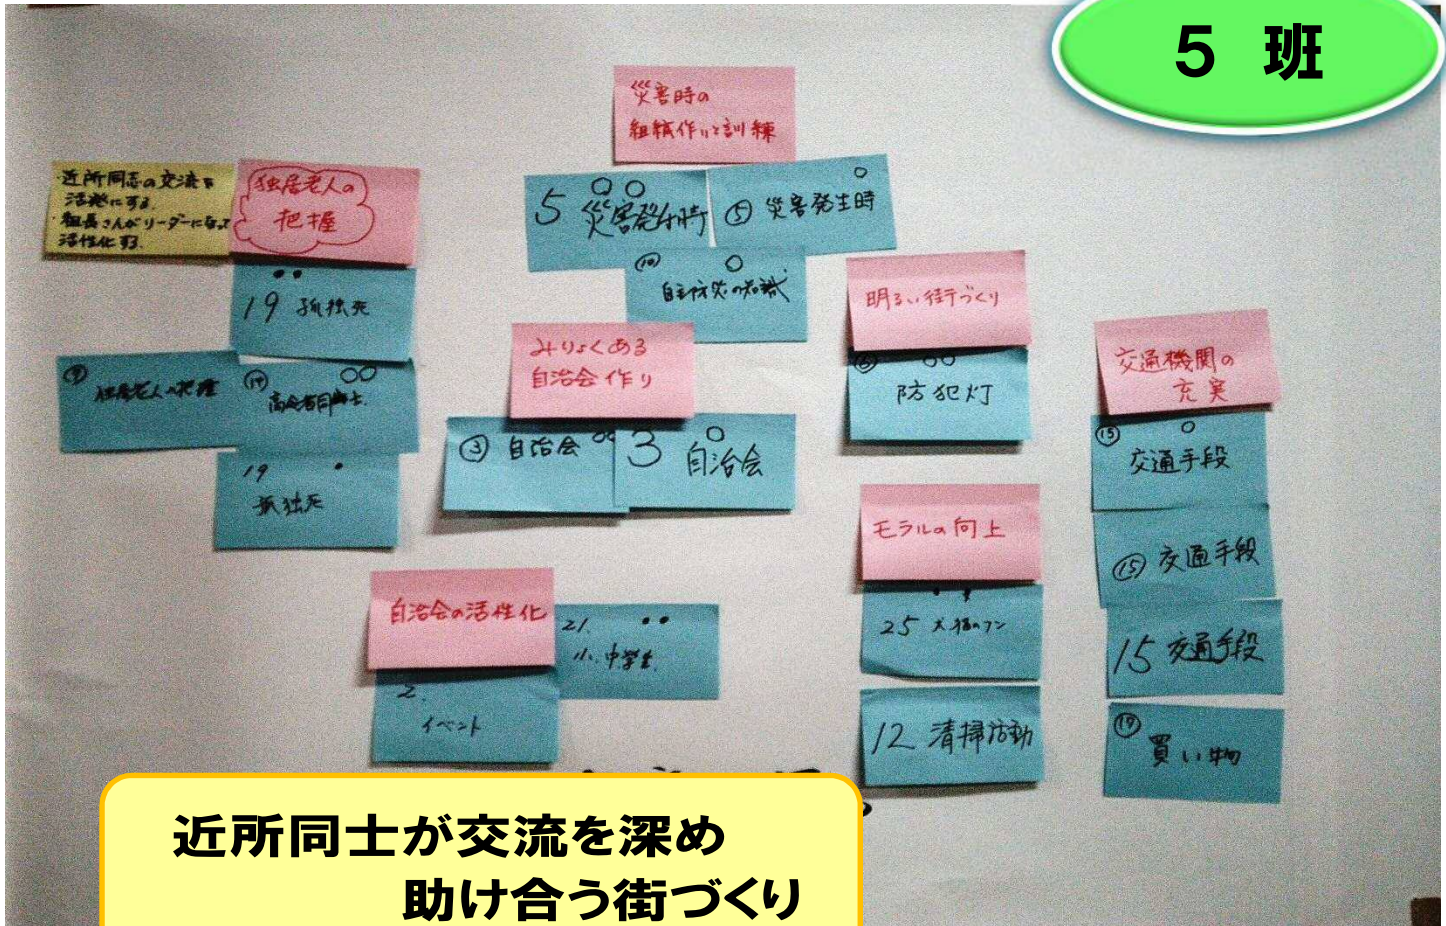 5 班
災害時の
組織作りと訓練
・近所同志の交流を
活発にする
・組長さんがリーダーになって
活性化する
独居老人の
把握
5 災害発生時
⑤ 災害発生時
⑩
自主防災の知識
19 孤独死
⑨ 独居老人の把握
⑲
高齢者同士
19
孤独死
みりょくある
自治会作り
③ 自治会
3 自治会
明るい街づくり
⑥
防犯灯
交通機関の
充実
⑮
交通手段
⑮ 交通手段
15 交通手段
⑰
買い物
モラルの向上
25 犬猫のフン
12 清掃活動
自治会の活性化
21.
小、中学生
2.
イベント
近所同士が交流を深め
助け合う街づくり